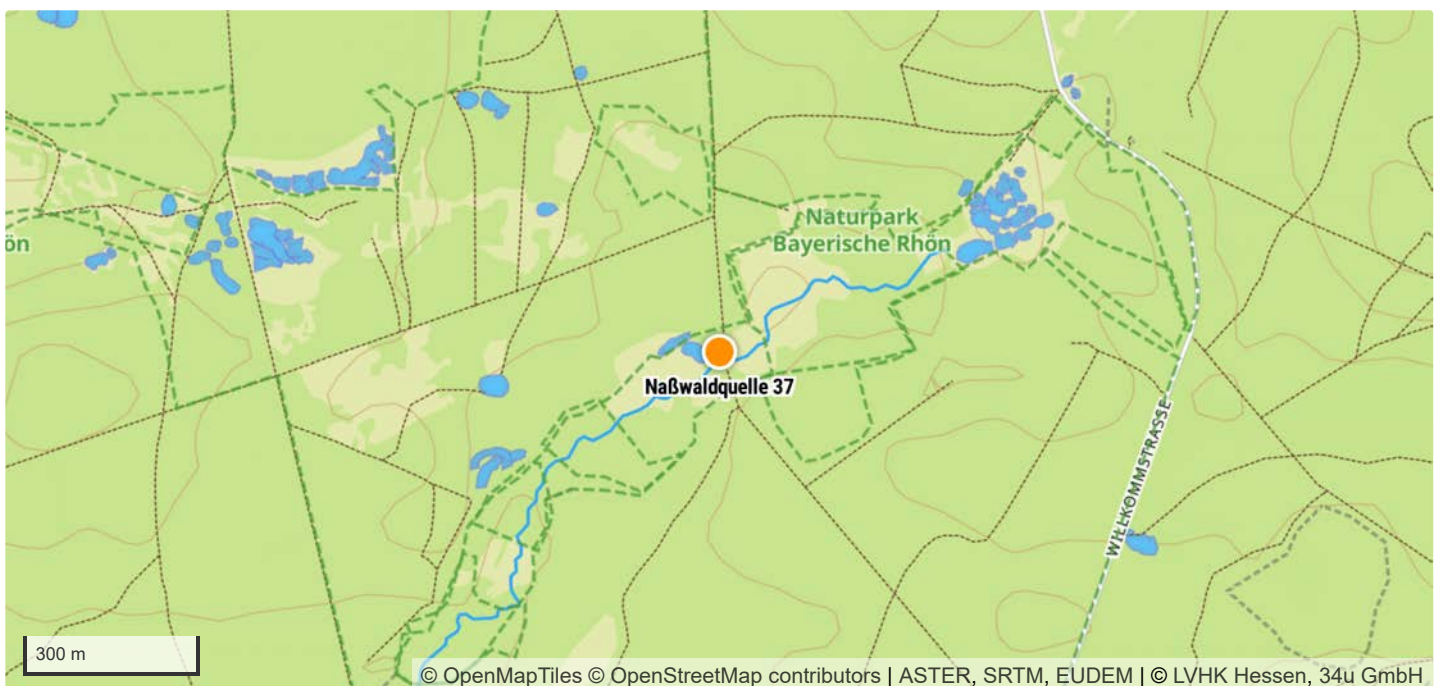 Naturpark
Bayerische Rhön
ön
Naßwaldquelle 37
WILLKOMMSTRASSE
300 m
© OpenMapTiles © OpenStreetMap contributors | ASTER, SRTM, EUDEM | © LVHK Hessen, 34u GmbH